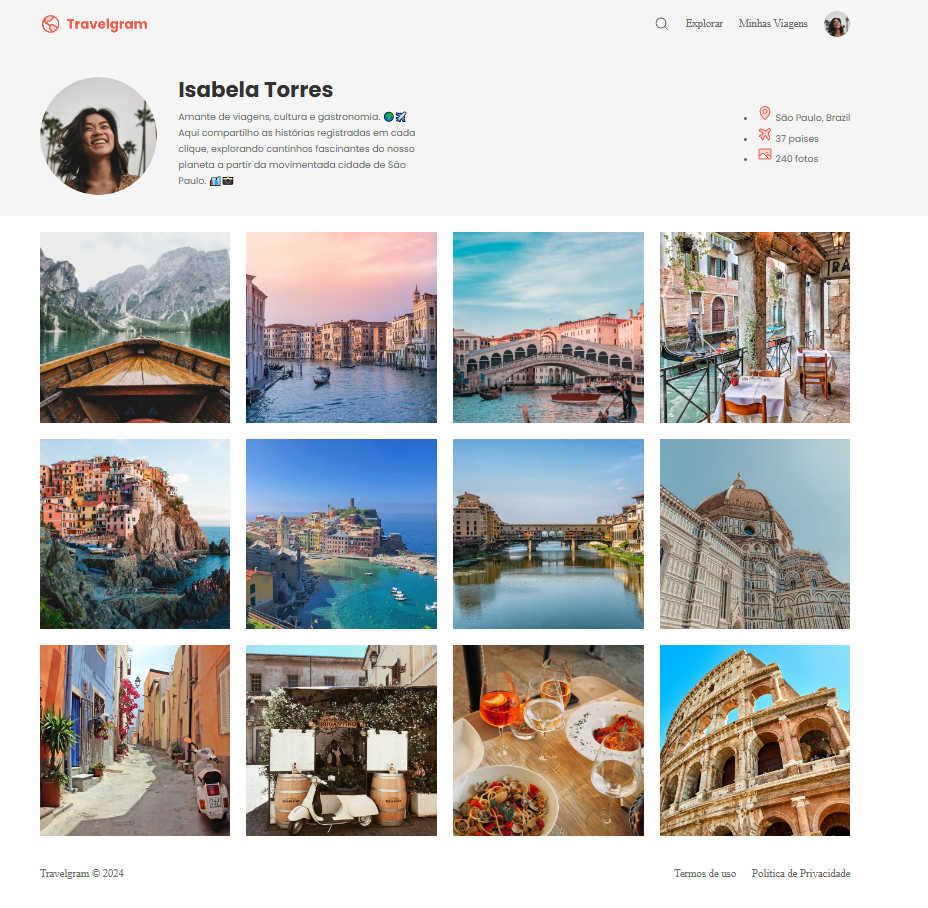 Travelgram
Explorar
Minhas Viagens
Isabela Torres
Amante de viagens, cultura e gastronomia. 🌍✈️
Aqui compartilho as histórias registradas em cada
clique, explorando cantinhos fascinantes do nosso
planeta a partir da movimentada cidade de São
Paulo. 🏙️📷
São Paulo, Brazil
37 países
240 fotos
Travelgram © 2024
Termos de uso
Política de Privacidade